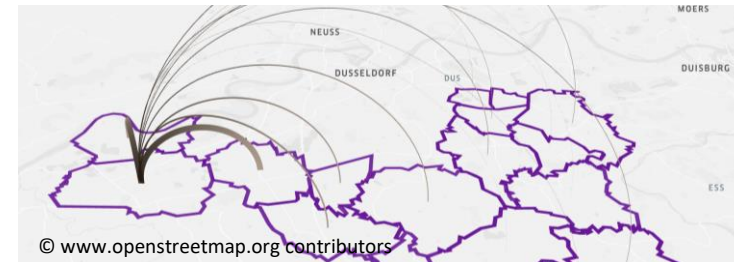 MOERS
NEUSS
DUSSELDORF
DUS
DUISBURG
ESS
© www.openstreetmap.org contributors